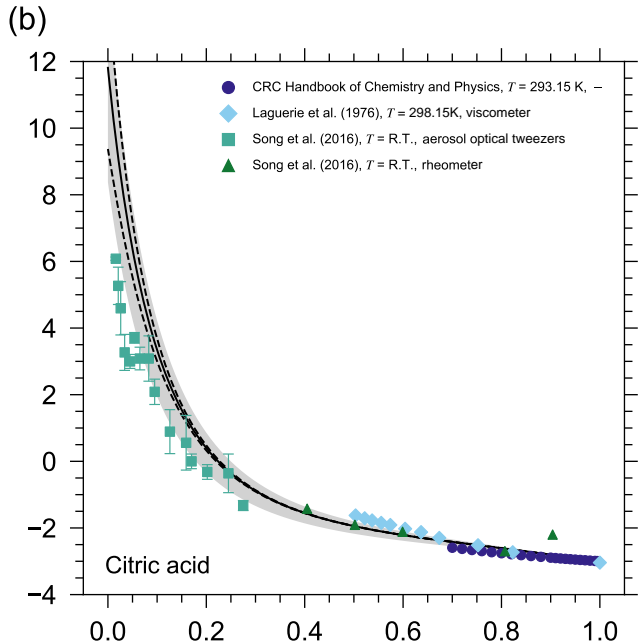 (b)
12
10
8
6
4
2
0
−2
−4
CRC Handbook of Chemistry and Physics, T = 293.15 K, –
Laguerie et al. (1976), T = 298.15K, viscometer
Song et al. (2016), T = R.T., aerosol optical tweezers
Song et al. (2016), T = R.T., rheometer
Citric acid
0.0 0.2 0.4 0.6 0.8 1.0